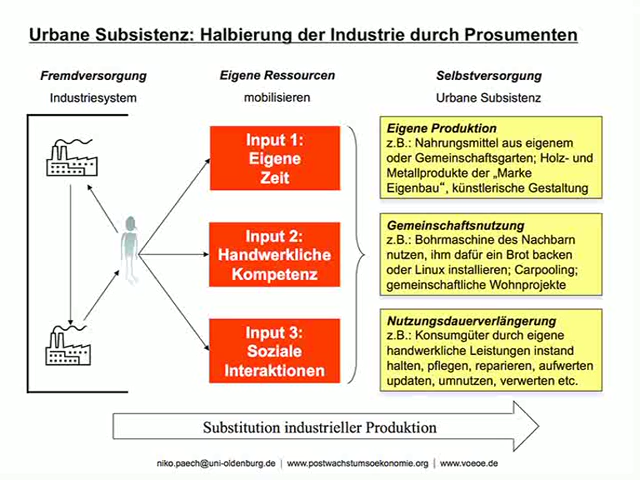 Urbane Subsistenz: Halbierung der Industrie durch Prosumenten
Fremdversorgung
Industriesystem
Eigene Ressourcen
mobilisieren
Selbstversorgung
Urbane Subsistenz
Input 1:
Eigene
Zeit
Input 2:
Handwerkliche
Kompetenz
Input 3:
Soziale
Interaktionen
Eigene Produktion
z.B.: Nahrungsmittel aus eigenem
oder Gemeinschaftsgarten; Holz- und
Metallprodukte der „Marke
Eigenbau“, künstlerische Gestaltung
Gemeinschaftsnutzung
z.B.: Bohrmaschine des Nachbarn
nutzen, ihm dafür ein Brot backen
oder Linux installieren; Carpooling;
gemeinschaftliche Wohnprojekte
Nutzungsdauerverlängerung
z.B.: Konsumgüter durch eigene
handwerkliche Leistungen instand
halten, pflegen, reparieren, aufwerten
updaten, umnutzen, verwerten etc.
Substitution industrieller Produktion
niko.paech@uni-oldenburg.de | www.postwachstumsoekonomie.org | www.voeoe.de